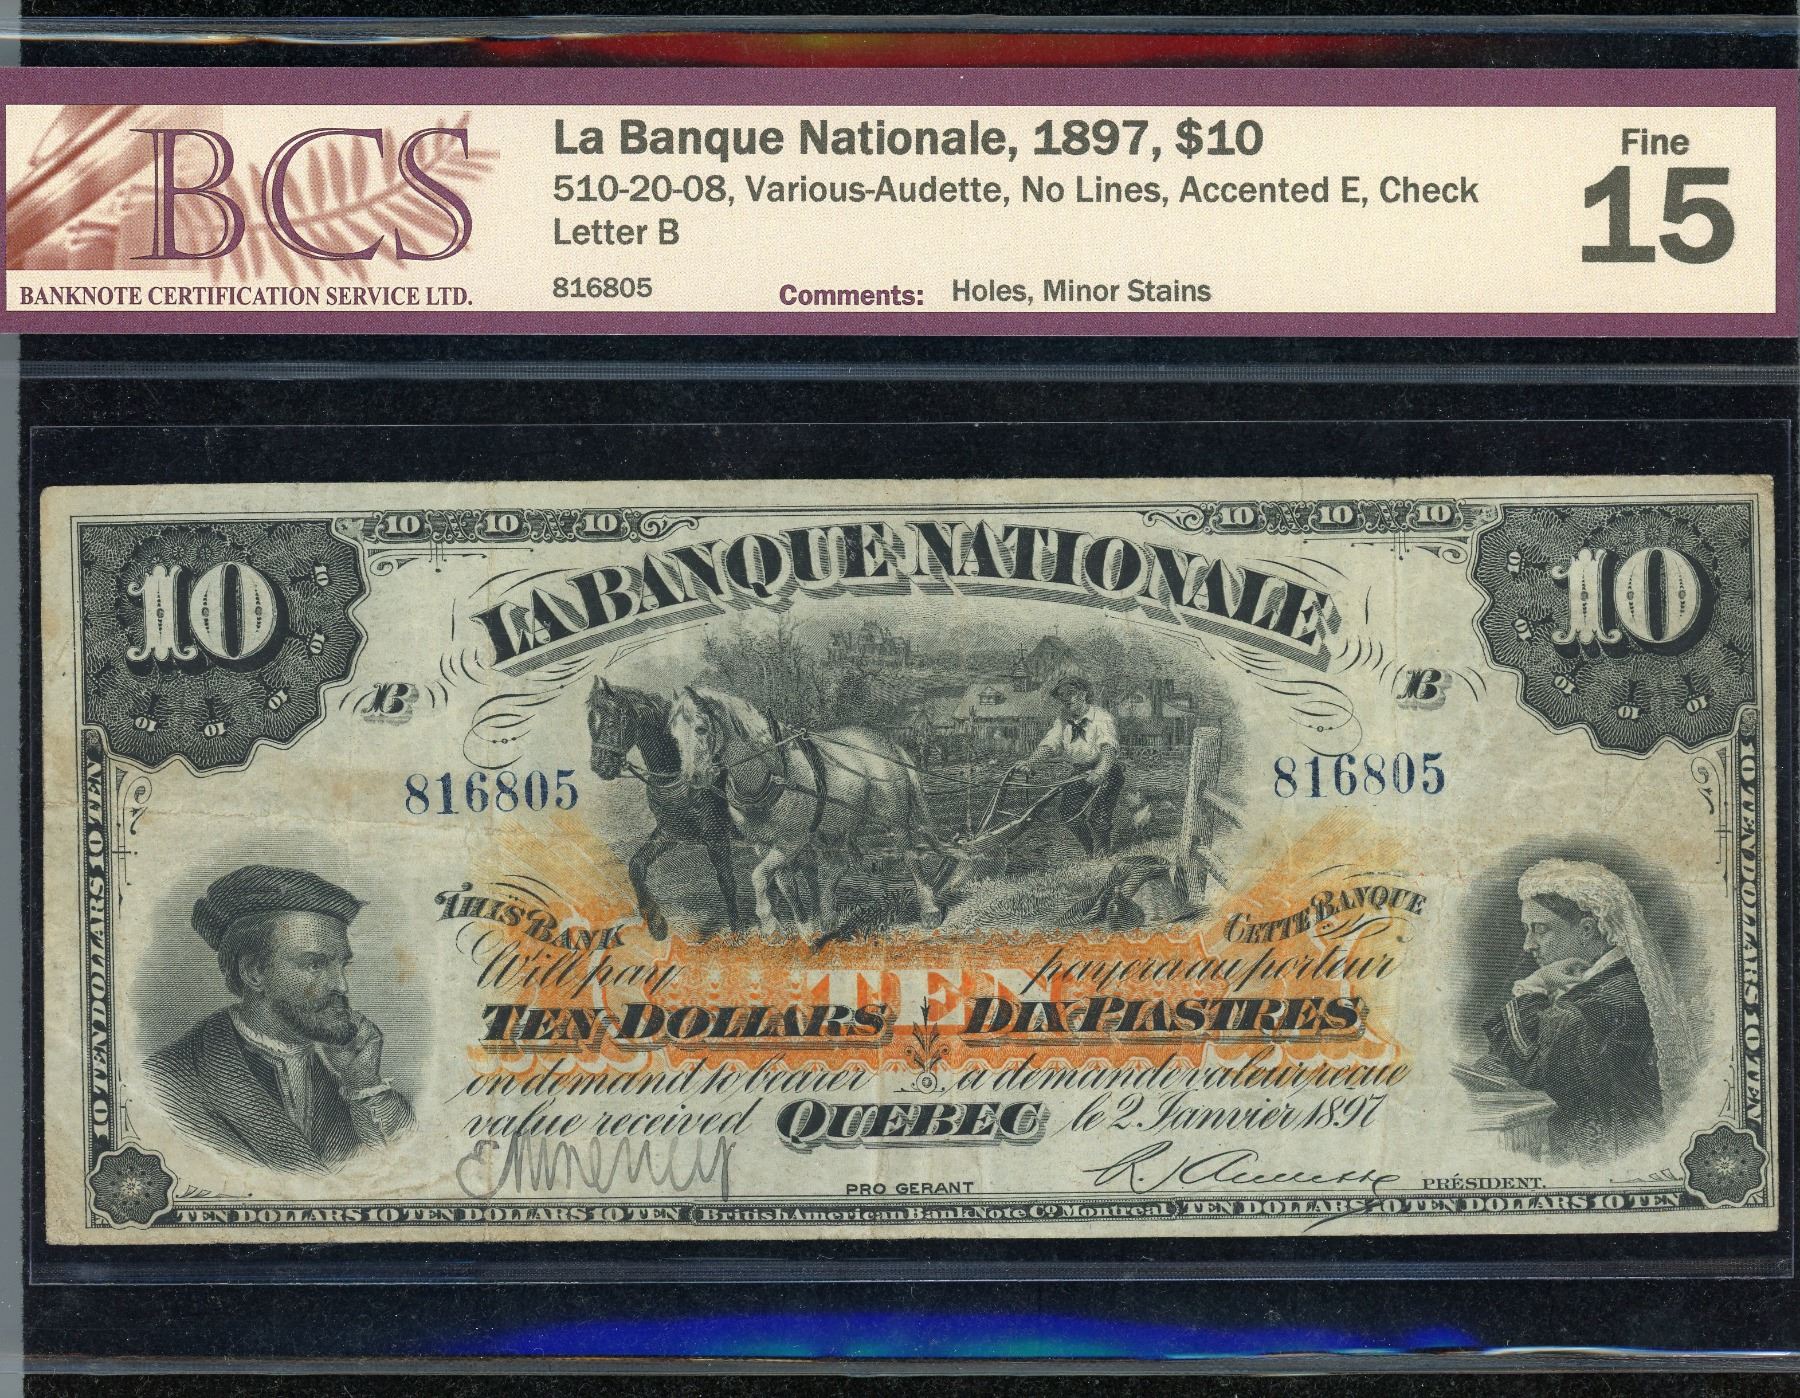 BCS
BANKNOTE CERTIFICATION SERVICE LTD.
La Banque Nationale, 1897, $10
510-20-08, Various-Audette, No Lines, Accented E, Check
Letter B
816805
Comments: Holes, Minor Stains
Fine
15
10 10 10 10 10 10
10 10
LA BANQUE NATIONALE
B B
816805 816805
THIS BANK
CETTE BANQUE
Will pay
payera au porteur
TEN
TEN DOLLARS DIX PIASTRES
on demand to bearer
a demande valeur reçue
value received QUEBEC le 2. Janvier 1897
PRO GERANT
PRÉSIDENT.
10 TEN DOLLARS 10 TEN
10 TEN DOLLARS 10 TEN
TEN DOLLARS 10 TEN DOLLARS 10 TEN British American Bank Note Co Montreal TEN DOLLARS 10 TEN DOLLARS 10 TEN